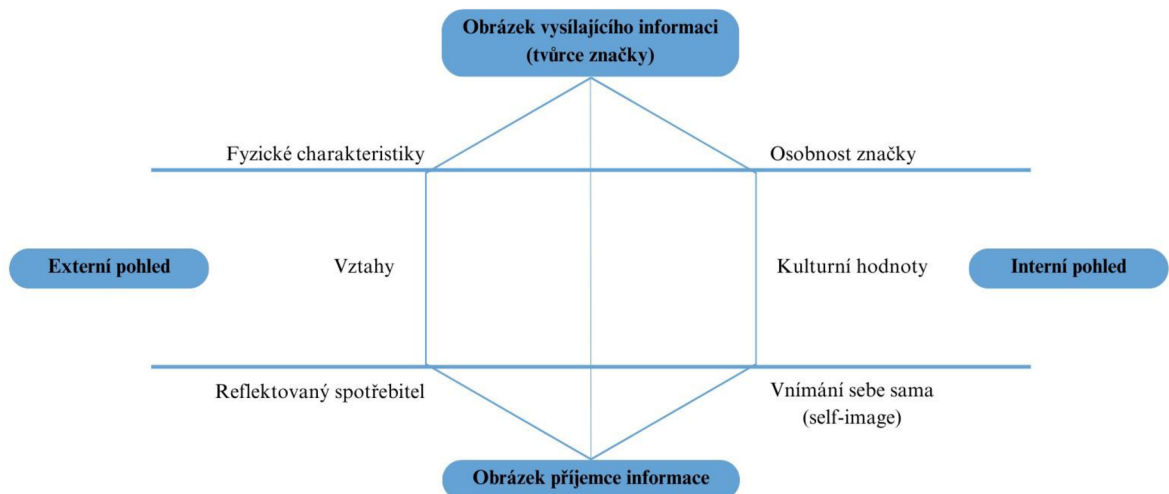 Obrázek vysílajícího informaci
(tvůrce značky)
Fyzické charakteristiky
Osobnost značky
Externí pohled
Vztahy
Kulturní hodnoty
Interní pohled
Reflektovaný spotřebitel
Vnímání sebe sama
(self-image)
Obrázek příjemce informace